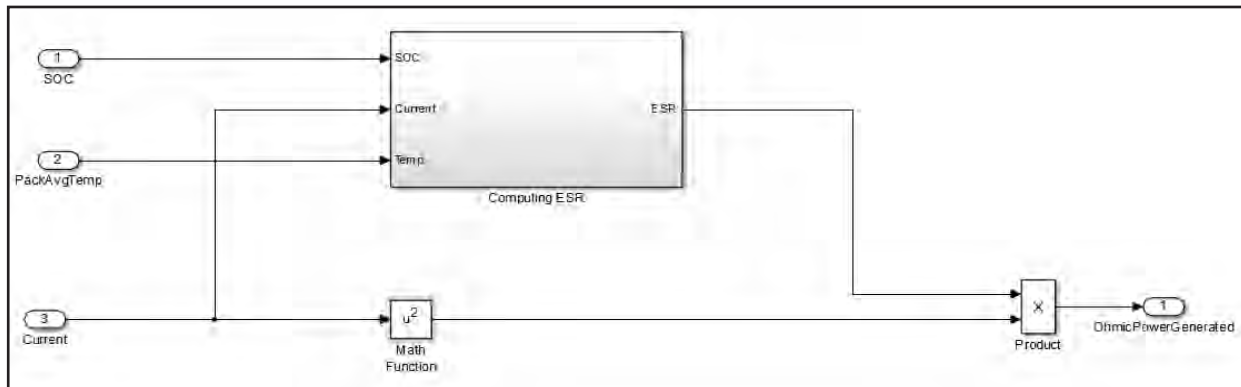 1
SOC
SOC
Current
ESR
2
Temp
PackAvgTemp
Computing ESR
3
Current
u²
Math
Function
X
Product
1
OhmicPowerGenerated